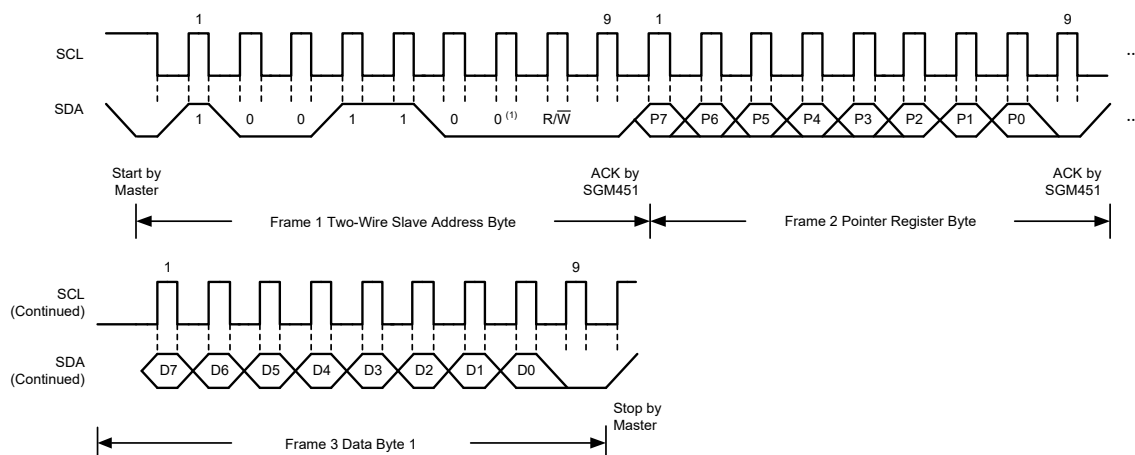 1 9 1 9
SCL ..
SDA 1 0 0 1 1 0 0 (1) R/W P7 P6 P5 P4 P3 P2 P1 P0 ..
Start by
Master
ACK by
SGM451
ACK by
SGM451
Frame 1 Two-Wire Slave Address Byte
Frame 2 Pointer Register Byte
1 9
SCL
(Continued)
SDA
(Continued)
D7 D6 D5 D4 D3 D2 D1 D0
Stop by
Master
Frame 3 Data Byte 1